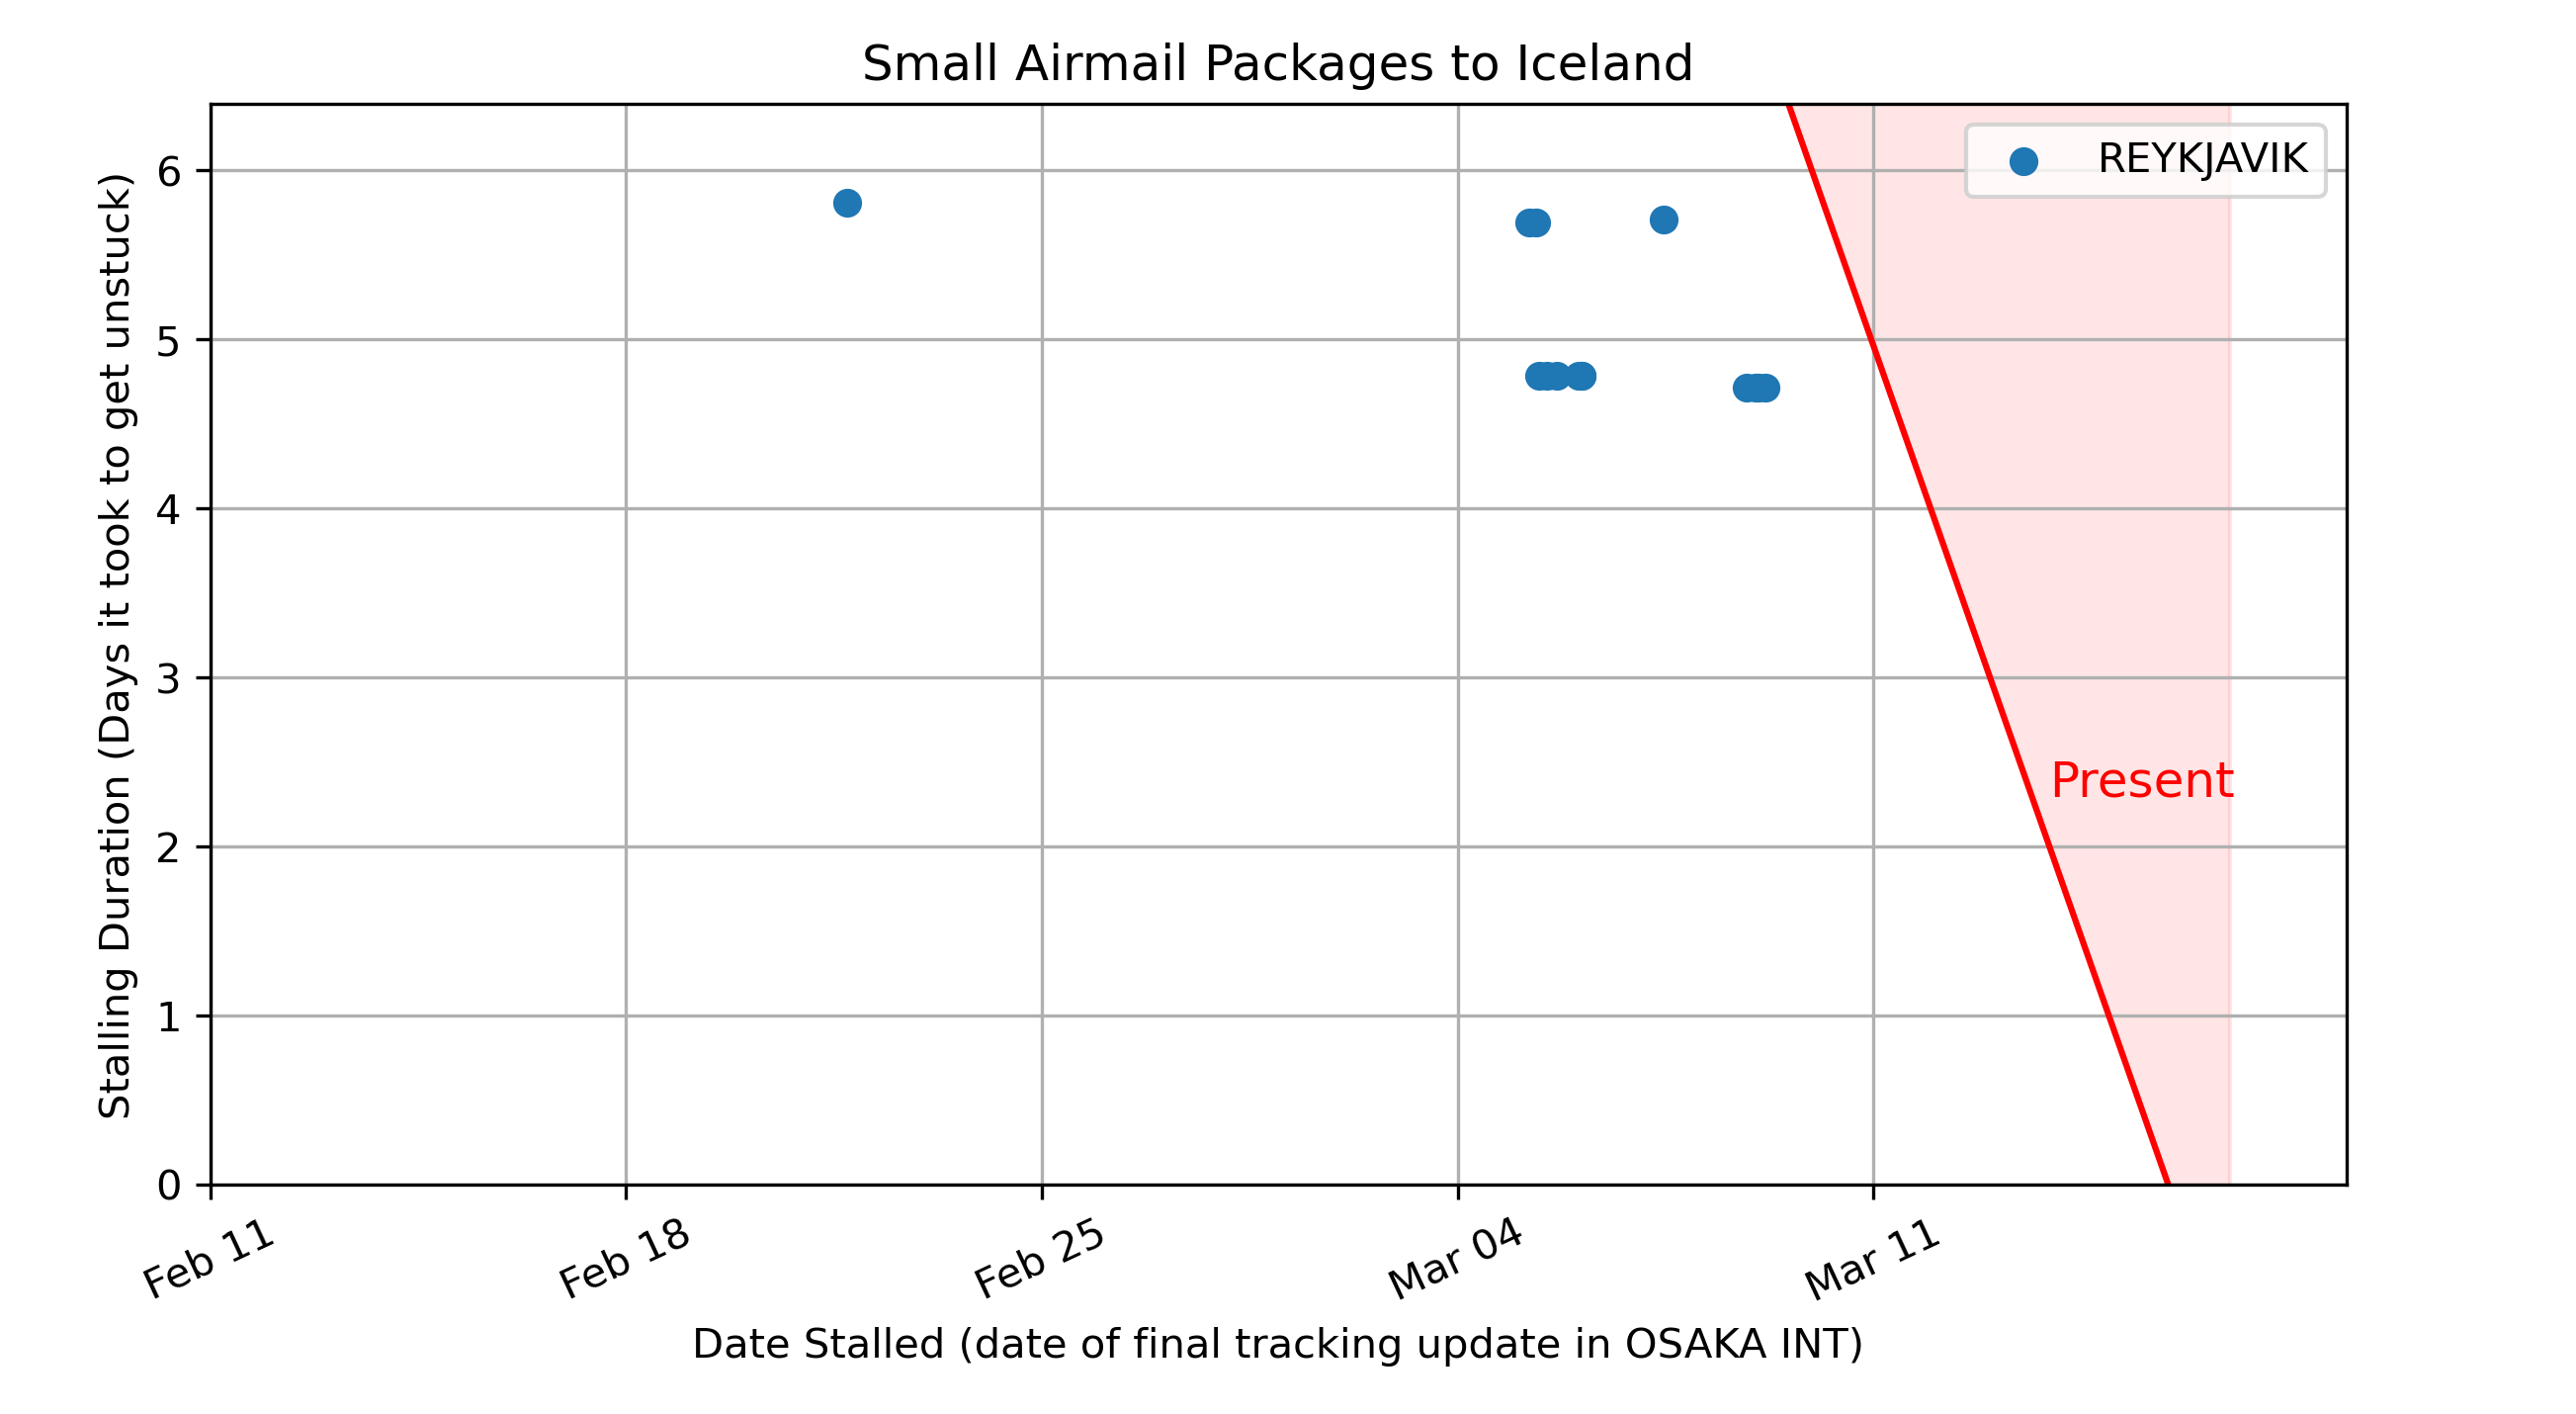 Small Airmail Packages to Iceland
REYKJAVIK
Stalling Duration (Days it took to get unstuck)
6
5
4
3
2
1
0
Present
Feb 11
Feb 18
Feb 25
Mar 04
Mar 11
Date Stalled (date of final tracking update in OSAKA INT)